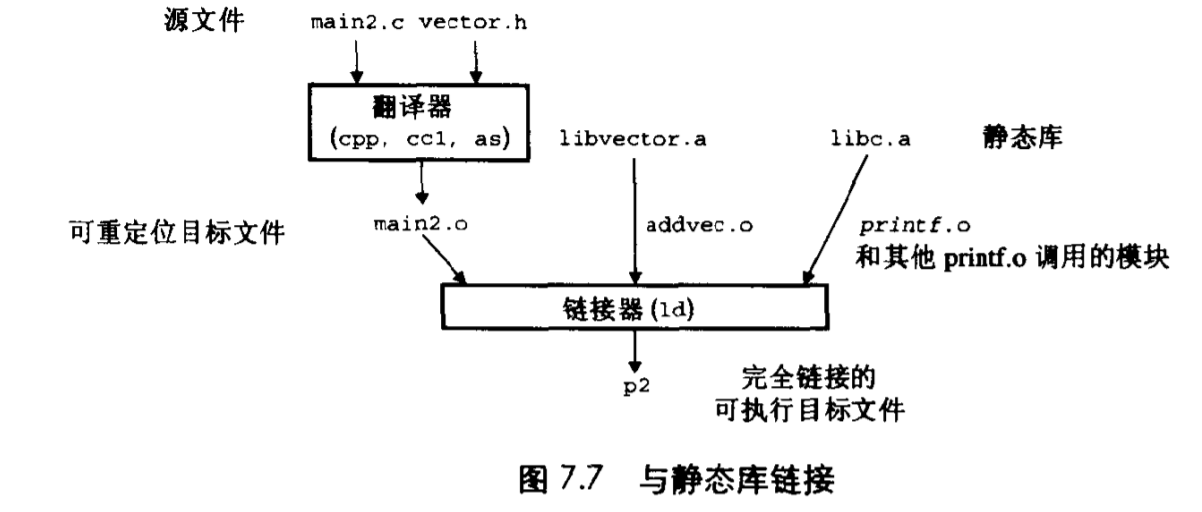 源文件 main2.c vector.h
翻译器
(cpp, cc1, as)
libvector.a
libc.a
静态库
可重定位目标文件
main2.o
addvec.o
printf.o
和其他 printf.o 调用的模块
链接器 (ld)
p2
完全链接的
可执行目标文件
图 7.7 与静态库链接